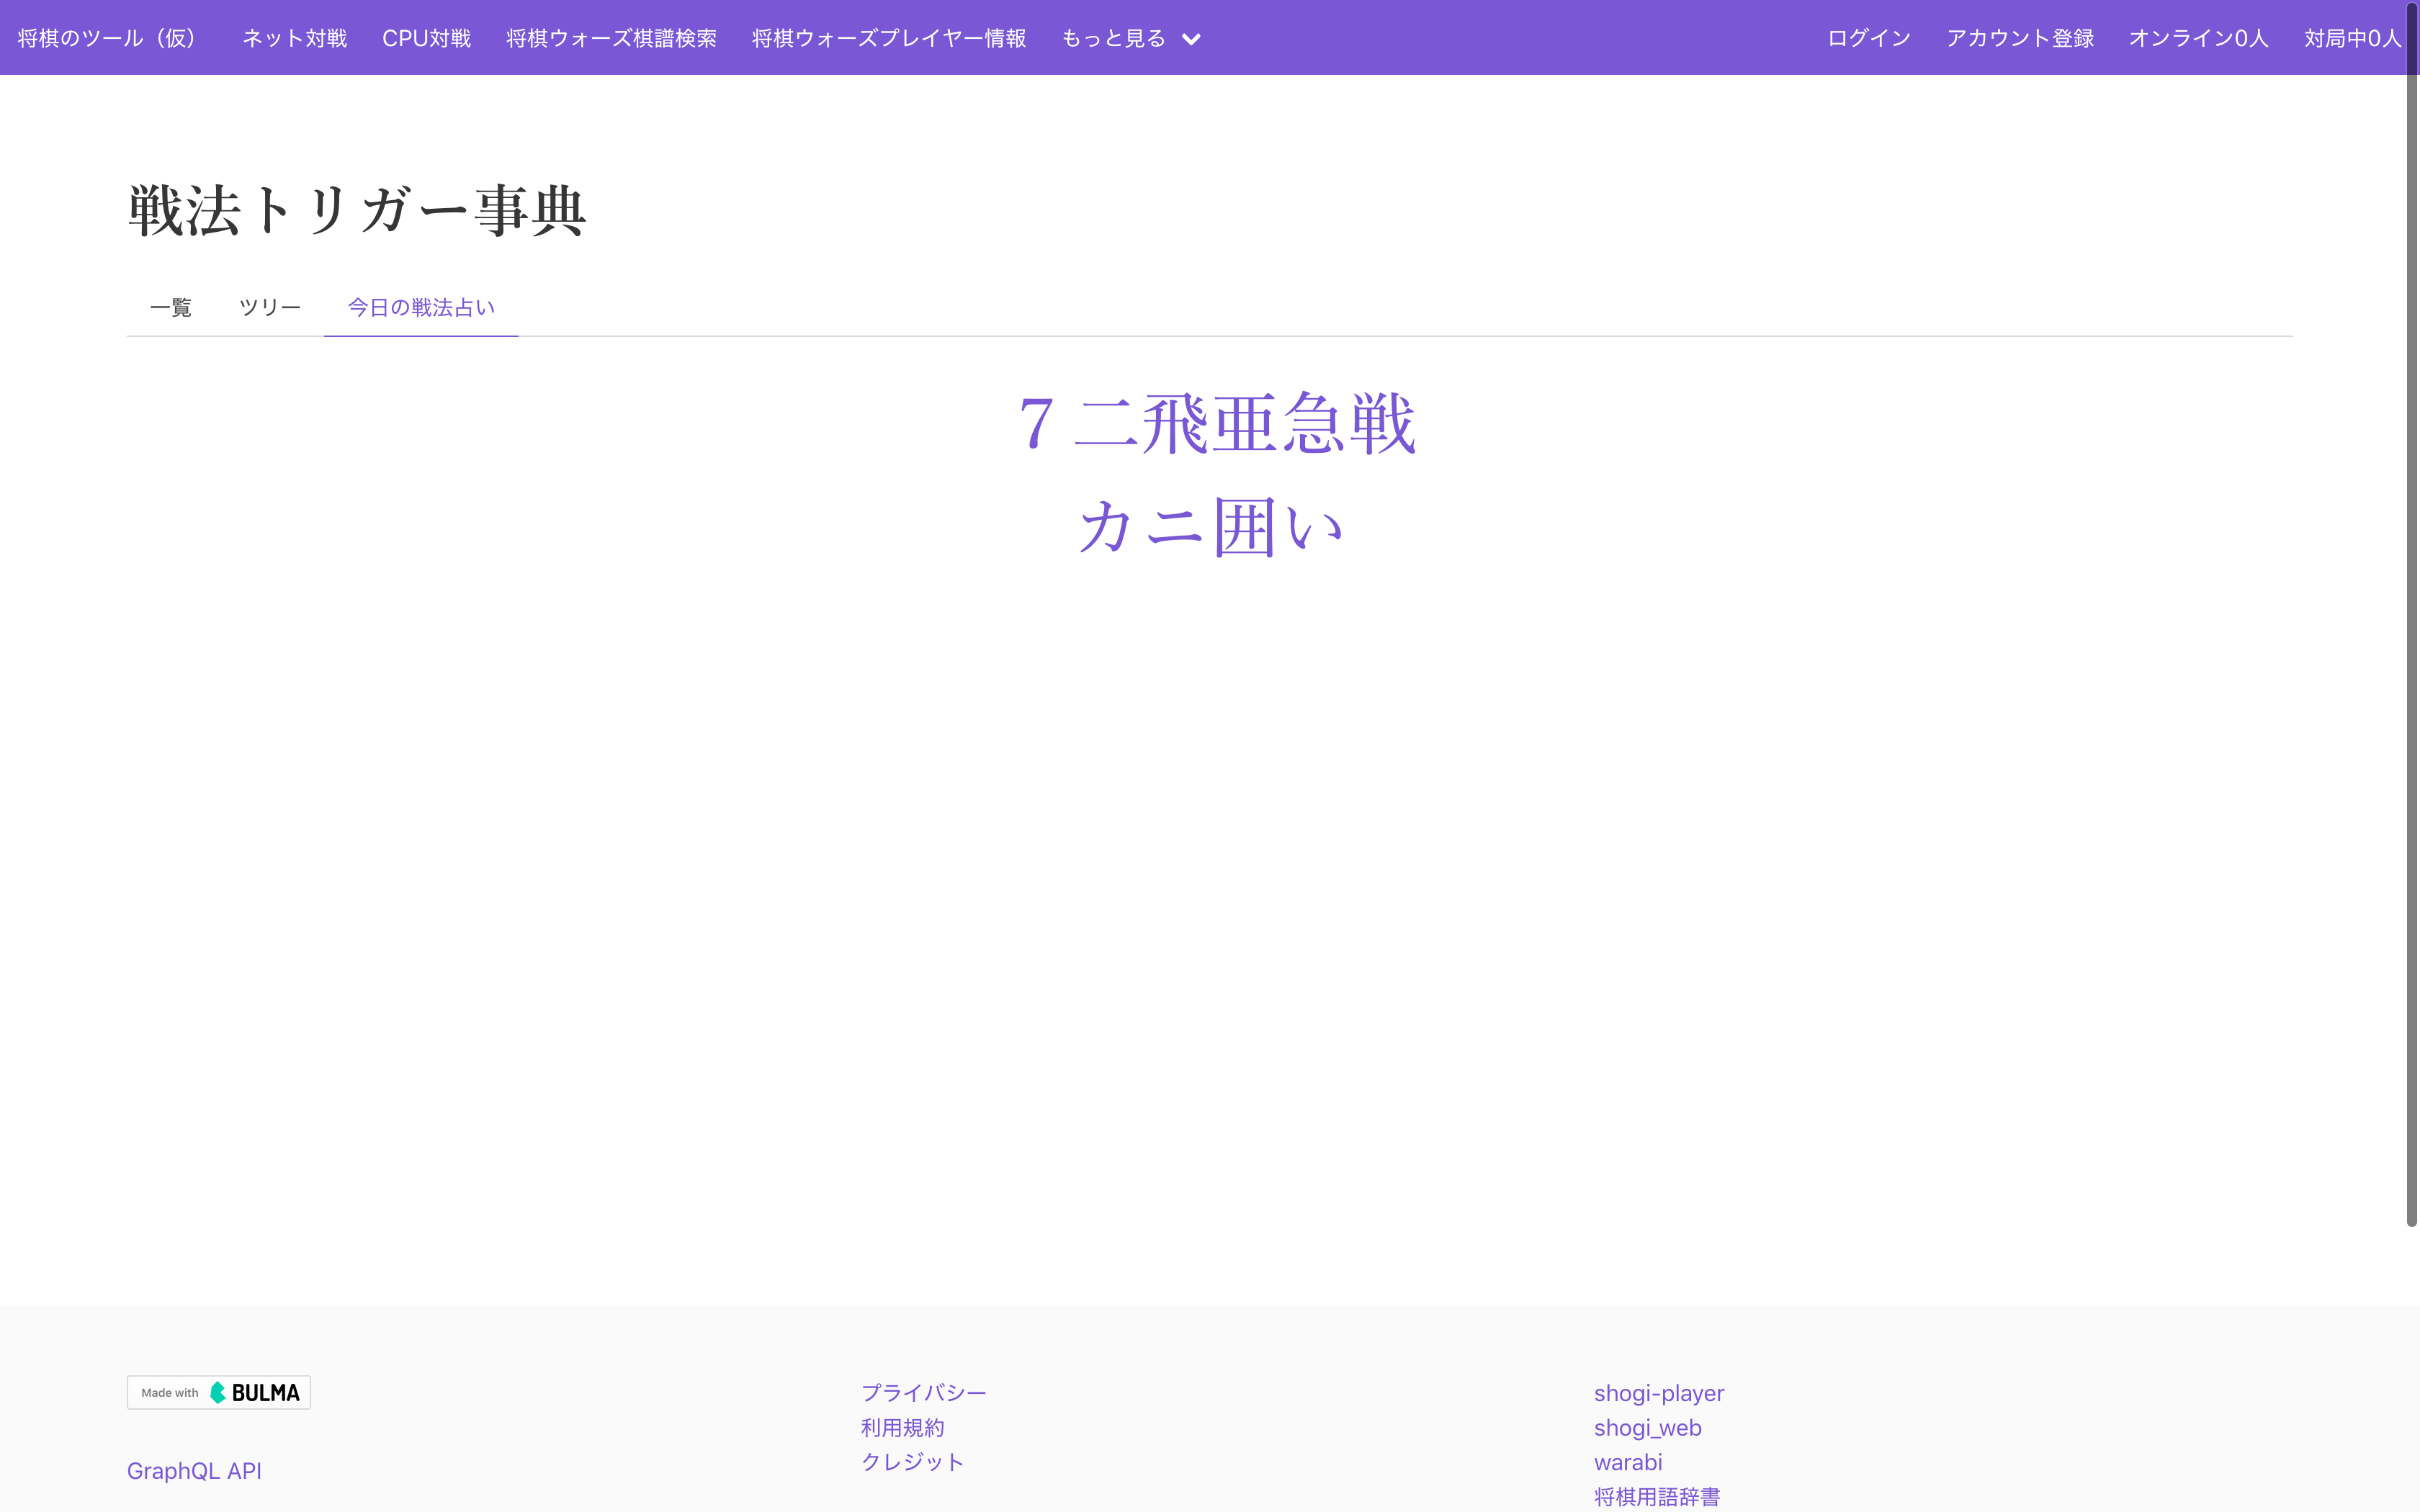 将棋のツール（仮） ネット対戦 CPU対戦 将棋ウォーズ棋譜検索 将棋ウォーズプレイヤー情報 もっと見る ログイン アカウント登録 オンライン0人 対局中0人
戦法トリガー事典
一覧 ツリー 今日の戦法占い
７二飛亜急戦
カニ囲い
Made with BULMA
GraphQL API
プライバシー
利用規約
クレジット
shogi-player
shogi_web
warabi
将棋用語辞書